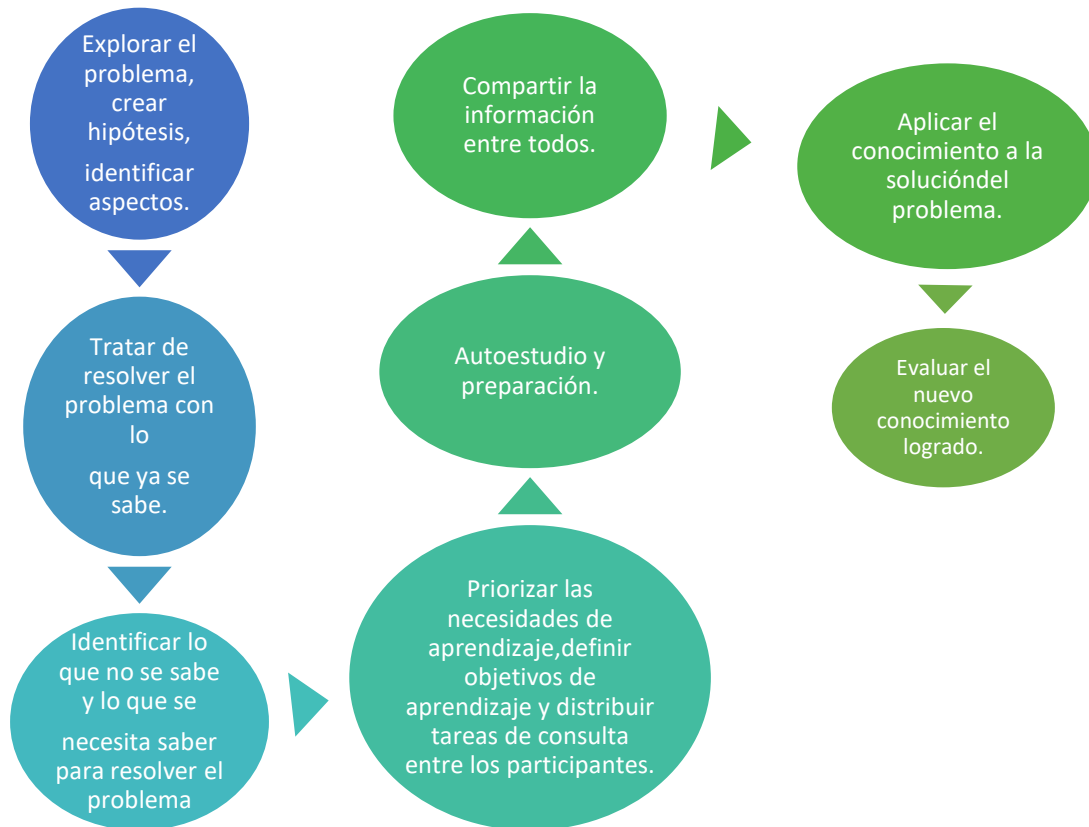 Explorar el
problema,
crear
hipótesis,
identificar
aspectos.
Tratar de
resolver el
problema con
lo
que ya se
sabe.
Identificar lo
que no se sabe
y lo que se
necesita saber
para resolver el
problema
Priorizar las
necesidades de
aprendizaje,definir
objetivos de
aprendizaje y distribuir
tareas de consulta
entre los participantes.
Autoestudio y
preparación.
Compartir la
información
entre todos.
Aplicar el
conocimiento a la
solucióndel
problema.
Evaluar el
nuevo
conocimiento
logrado.